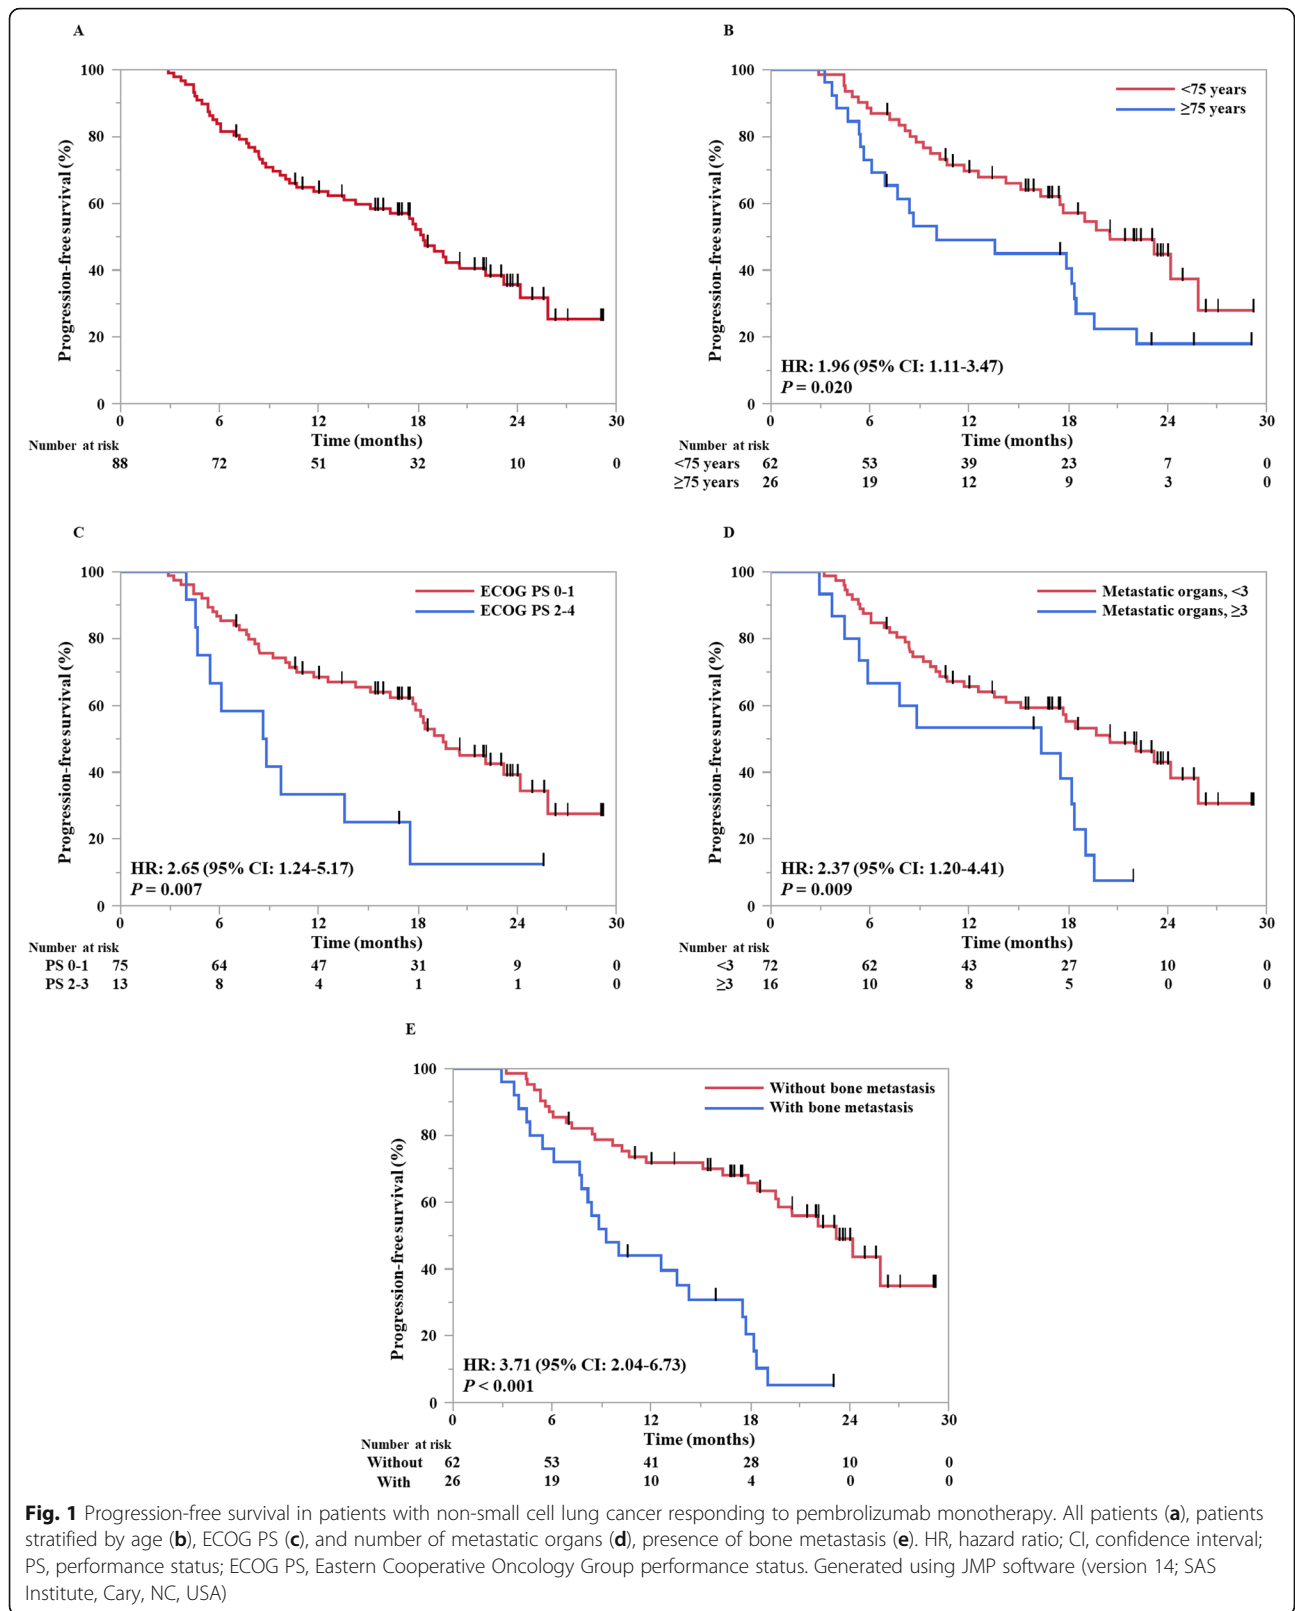 A
100
80
60
40
20
0
Progression-free survival (%)
0 6 12 18 24 30
Time (months)
Number at risk
88 72 51 32 10 0
B
100
80
60
40
20
0
Progression-free survival (%)
<75 years
≥75 years
HR: 1.96 (95% CI: 1.11-3.47)
P = 0.020
0 6 12 18 24 30
Time (months)
Number at risk
<75 years 62 53 39 23 7 0
≥75 years 26 19 12 9 3 0
C
100
80
60
40
20
0
Progression-free survival (%)
ECOG PS 0-1
ECOG PS 2-4
HR: 2.65 (95% CI: 1.24-5.17)
P = 0.007
0 6 12 18 24 30
Time (months)
Number at risk
PS 0-1 75 64 47 31 9 0
PS 2-3 13 8 4 1 1 0
D
100
80
60
40
20
0
Progression-free survival (%)
Metastatic organs, <3
Metastatic organs, ≥3
HR: 2.37 (95% CI: 1.20-4.41)
P = 0.009
0 6 12 18 24 30
Time (months)
Number at risk
<3 72 62 43 27 10 0
≥3 16 10 8 5 0 0
E
100
80
60
40
20
0
Progression-free survival (%)
Without bone metastasis
With bone metastasis
HR: 3.71 (95% CI: 2.04-6.73)
P < 0.001
0 6 12 18 24 30
Time (months)
Number at risk
Without 62 53 41 28 10 0
With 26 19 10 4 0 0
Fig. 1 Progression-free survival in patients with non-small cell lung cancer responding to pembrolizumab monotherapy. All patients (a), patients
stratified by age (b), ECOG PS (c), and number of metastatic organs (d), presence of bone metastasis (e). HR, hazard ratio; CI, confidence interval;
PS, performance status; ECOG PS, Eastern Cooperative Oncology Group performance status. Generated using JMP software (version 14; SAS
Institute, Cary, NC, USA)